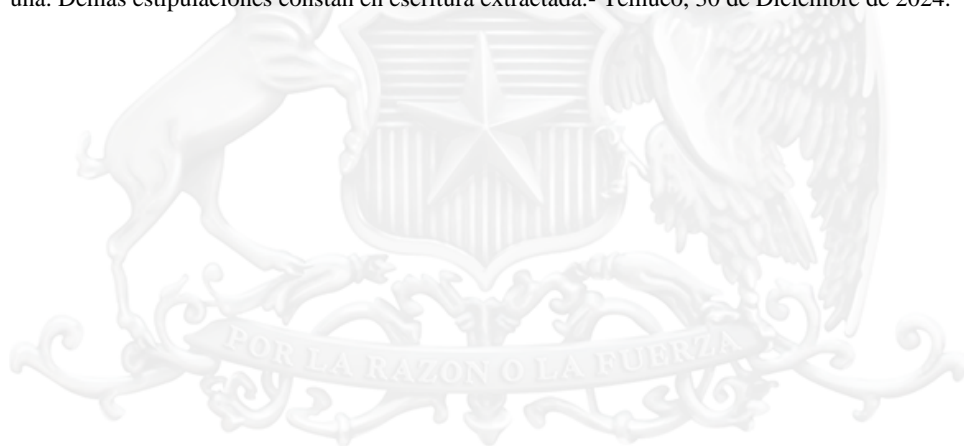 una. Demás estipulaciones constan en escritura extractada.- Temuco, 30 de Diciembre de 2024.
POR LA RAZON O LA FUERZA